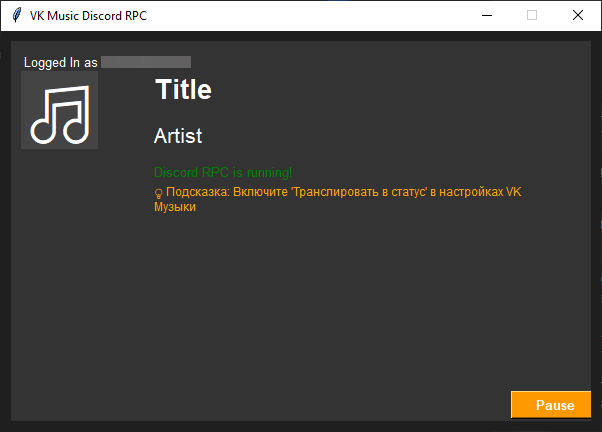 VK Music Discord RPC
Logged In as
Title
Artist
Discord RPC is running!
Подсказка: Включите 'Транслировать в статус' в настройках VK
Музыки
Pause